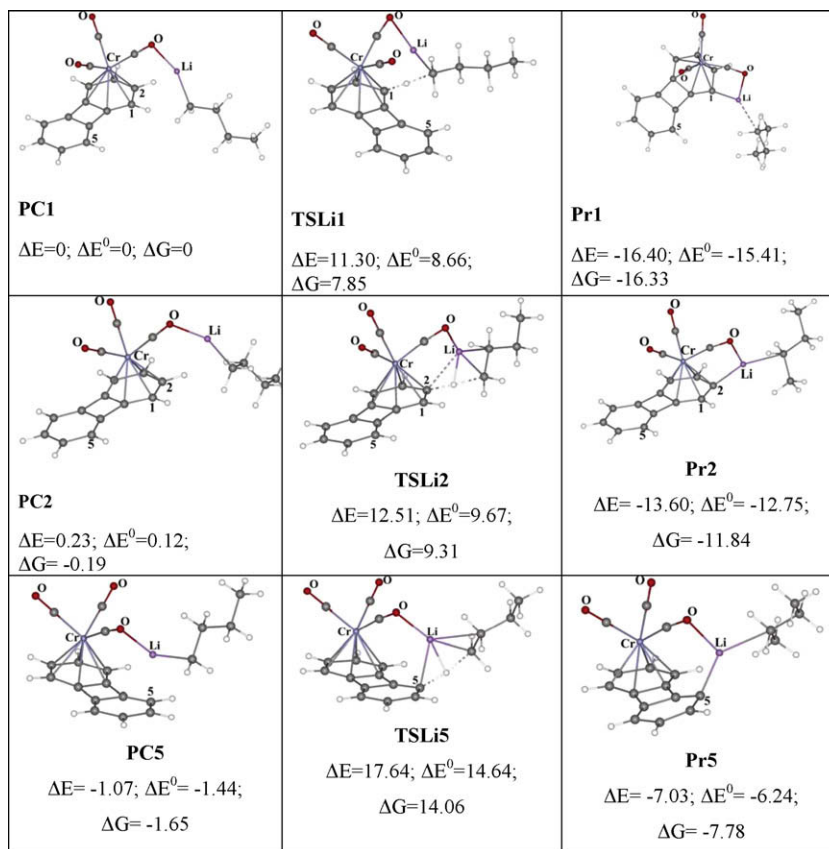 O
O
Cr
O
Li
2
1
5
PC1
ΔE=0; ΔE⁰=0; ΔG=0
O
O
Li
Cr
O
1
5
TSLi1
ΔE=11.30; ΔE⁰=8.66;
ΔG=7.85
O
Cr
O
O
1
Li
5
Pr1
ΔE= -16.40; ΔE⁰= -15.41;
ΔG= -16.33
O
O
Li
O
Cr
2
1
5
PC2
ΔE=0.23; ΔE⁰=0.12;
ΔG= -0.19
O
O
O
Li
Cr
2
1
5
TSLi2
ΔE=12.51; ΔE⁰=9.67;
ΔG=9.31
O
O
O
Cr
2
Li
1
5
Pr2
ΔE= -13.60; ΔE⁰= -12.75;
ΔG= -11.84
O
O
O
Cr
Li
5
PC5
ΔE= -1.07; ΔE⁰= -1.44;
ΔG= -1.65
O
O
O
Cr
Li
5
TSLi5
ΔE=17.64; ΔE⁰=14.64;
ΔG=14.06
O
O
O
Cr
Li
5
Pr5
ΔE= -7.03; ΔE⁰= -6.24;
ΔG= -7.78